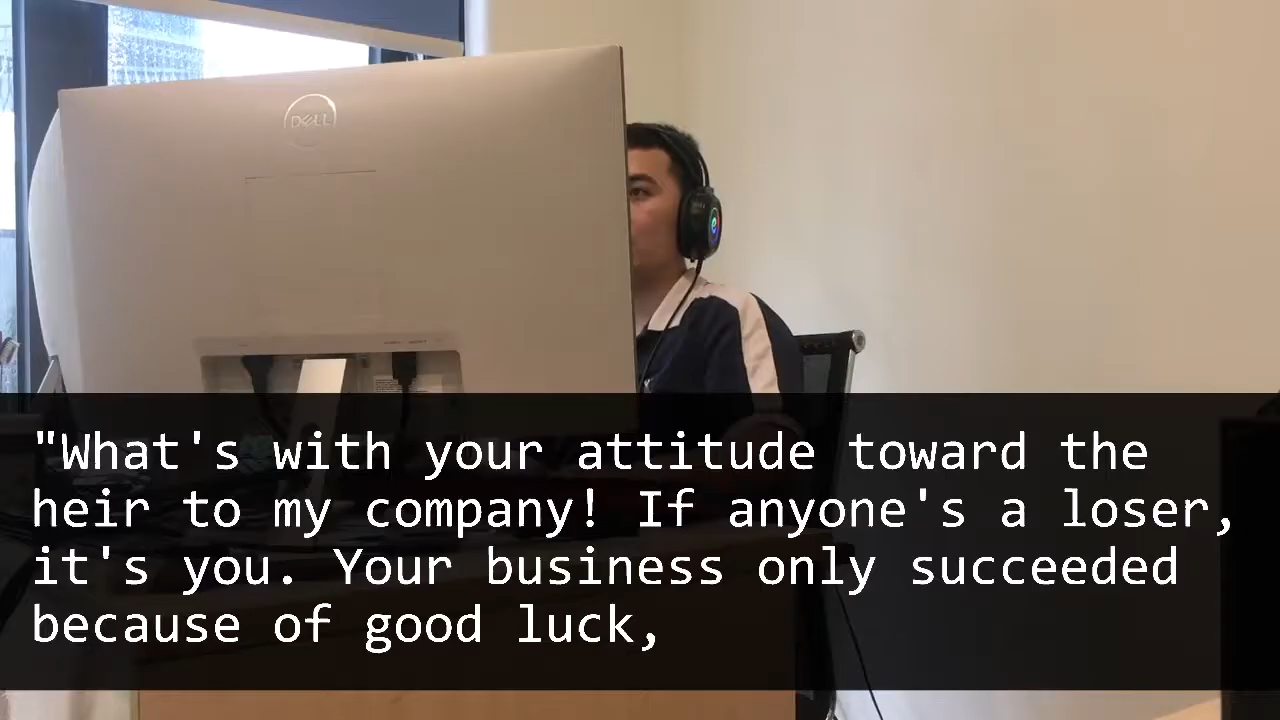 DELL
"What's with your attitude toward the
heir to my company! If anyone's a loser,
it's you. Your business only succeeded
because of good luck,